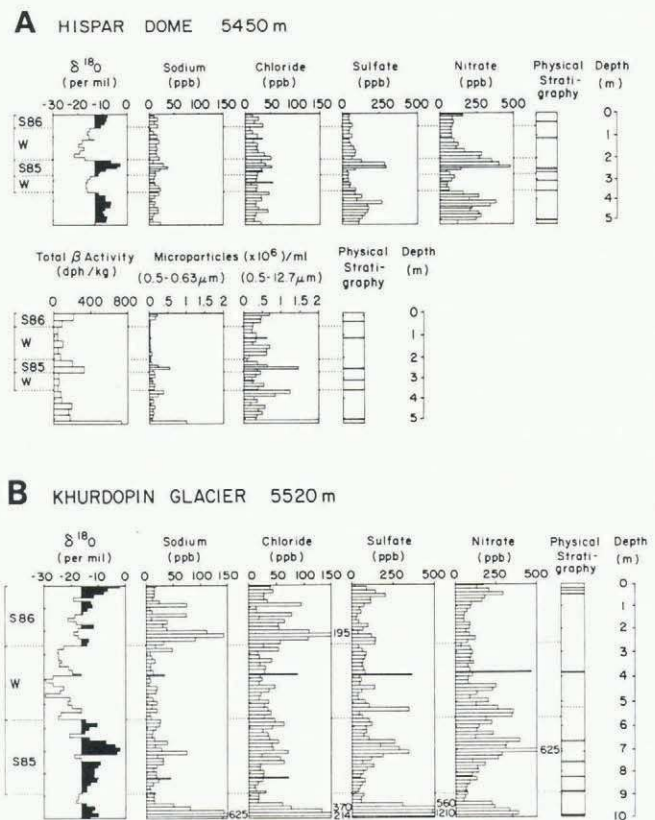 A HISPAR DOME 5450 m
δ ¹⁸O Sodium Chloride Sulfate Nitrate Physical Depth
(per mil) (ppb) (ppb) (ppb) (ppb) Strati- (m)
graphy
-30 -20 -10 0 0 50 100 150 0 50 100 150 0 250 500 0 250 500
S86
W
S85
W
0
1
2
3
4
5
Total β Activity Microparticles (x10⁶)/ml Physical Depth
(dph/kg) (0.5-0.63μm) (0.5-12.7μm) Strati- (m)
graphy
0 400 800 0 .5 1 1.5 2 0 .5 1 1.5 2
S86
W
S85
W
0
1
2
3
4
5
B KHURDOPIN GLACIER 5520 m
δ ¹⁸O Sodium Chloride Sulfate Nitrate Physical Depth
(per mil) (ppb) (ppb) (ppb) (ppb) Strati- (m)
graphy
-30 -20 -10 0 0 50 100 150 0 50 100 150 0 250 500 0 250 500
S86
W
S85
195
625
625 370 560
214 1210
0
1
2
3
4
5
6
7
8
9
10